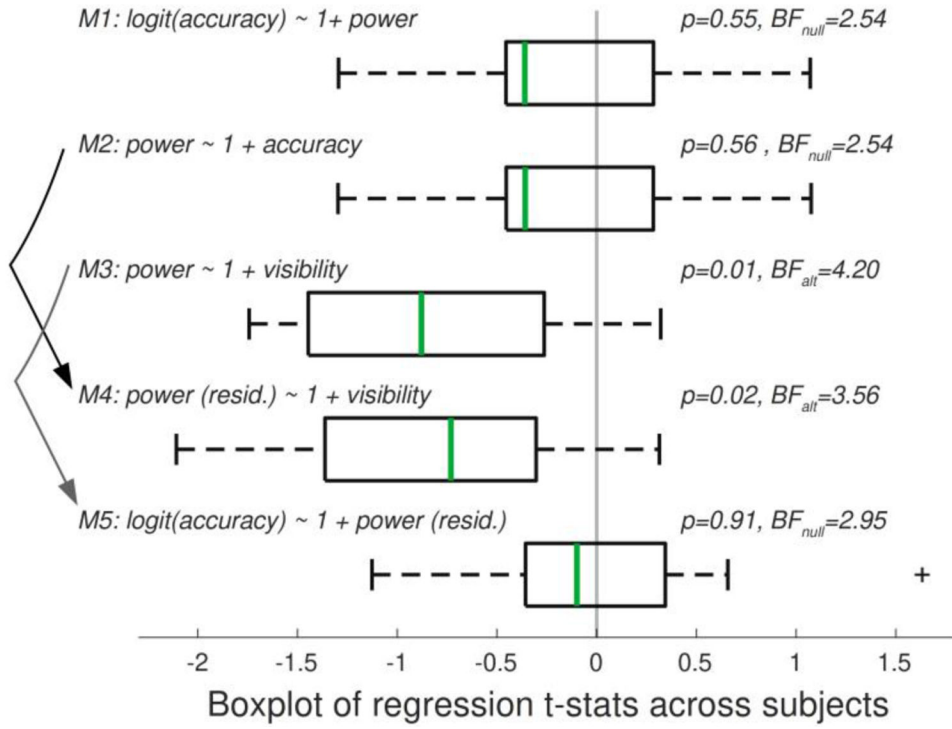 M1: logit(accuracy) ~ 1+ power p=0.55, BFnull=2.54
M2: power ~ 1 + accuracy p=0.56 , BFnull=2.54
M3: power ~ 1 + visibility p=0.01, BFalt=4.20
M4: power (resid.) ~ 1 + visibility p=0.02, BFalt=3.56
M5: logit(accuracy) ~ 1 + power (resid.) p=0.91, BFnull=2.95
-2 -1.5 -1 -0.5 0 0.5 1 1.5
Boxplot of regression t-stats across subjects